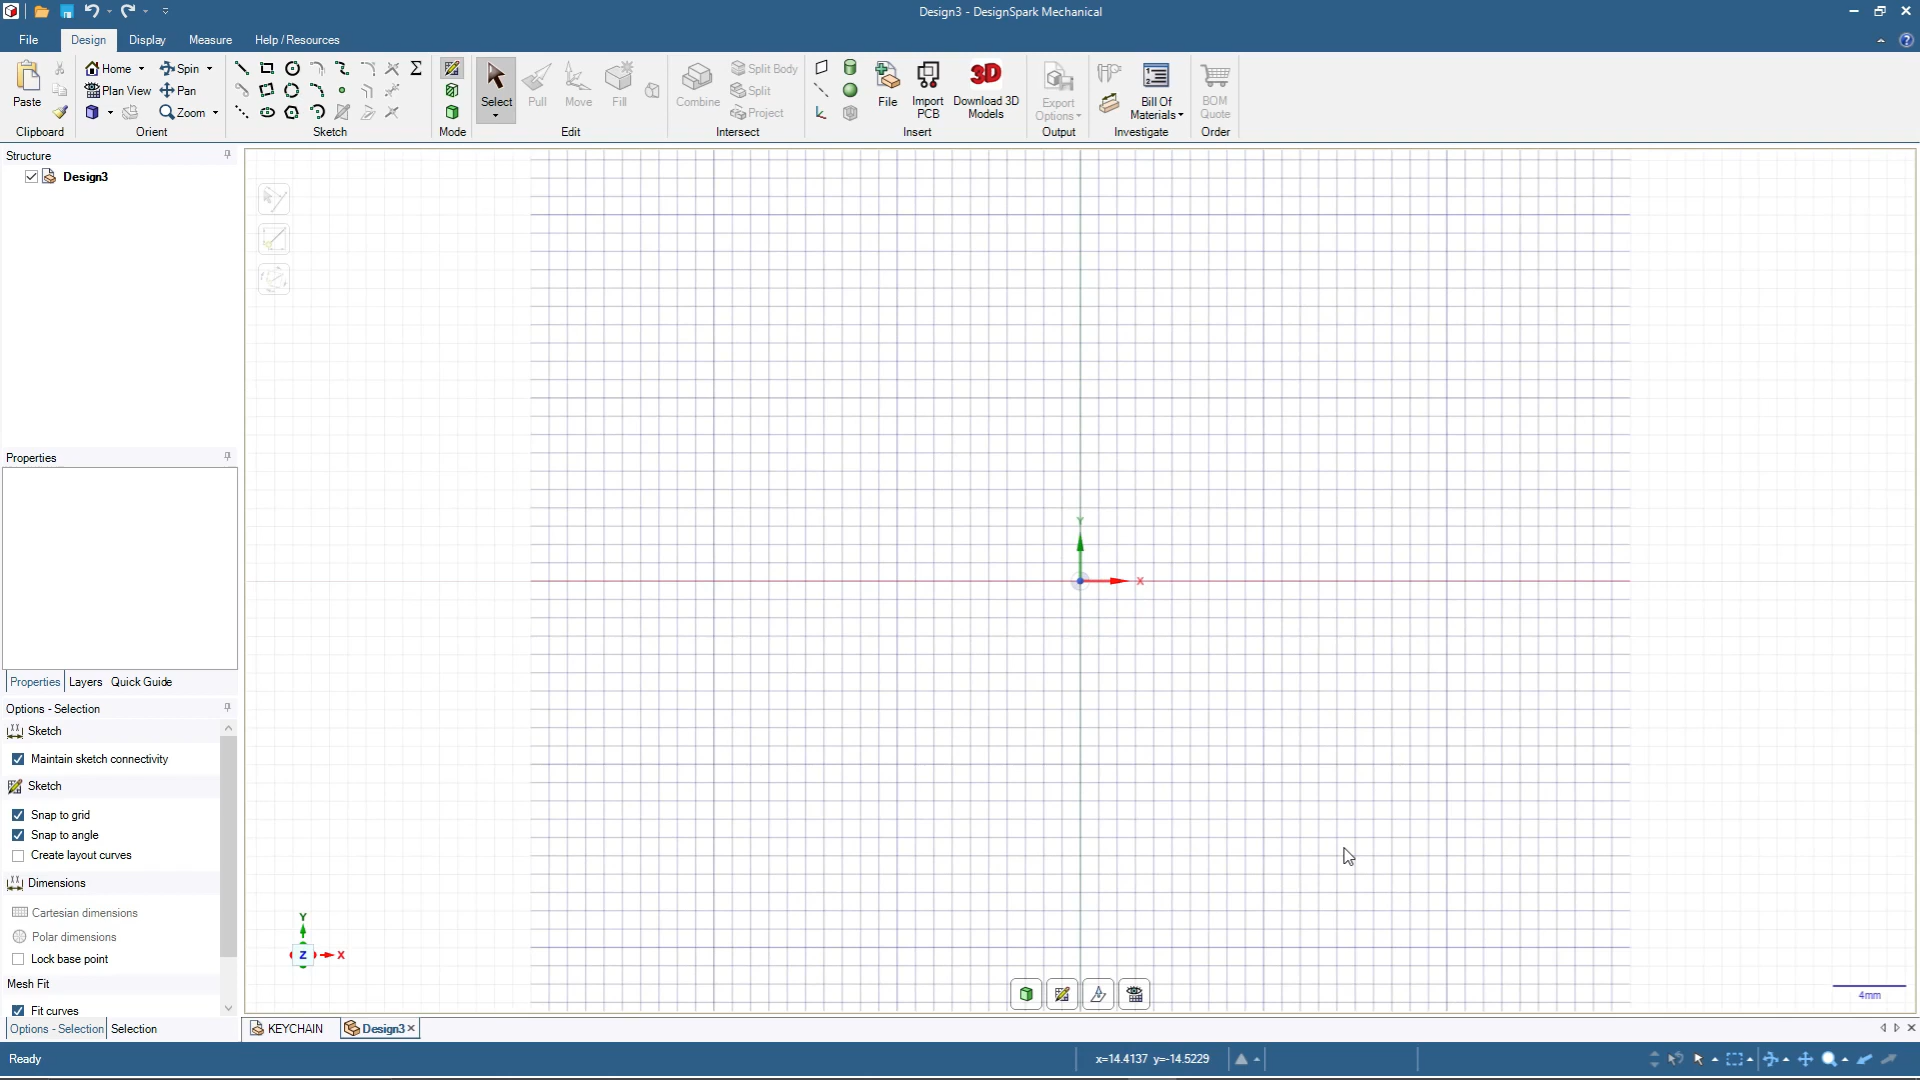 Design3 - DesignSpark Mechanical
File
Design
Display
Measure
Help / Resources
Paste
Clipboard
Home
Spin
Plan View
Pan
Zoom
Orient
Sketch
Mode
Select
Pull
Move
Fill
Edit
Combine
Split Body
Split
Project
Intersect
File
Import PCB
3D
Download 3D Models
Insert
Export Options
Output
Bill Of Materials
Investigate
BOM Quote
Order
Structure
Design3
Properties
Properties
Layers
Quick Guide
Options - Selection
Sketch
Maintain sketch connectivity
Sketch
Snap to grid
Snap to angle
Create layout curves
Dimensions
Cartesian dimensions
Polar dimensions
Lock base point
Mesh Fit
Fit curves
Options - Selection
Selection
Y
X
Y
Z
X
4mm
KEYCHAIN
Design3
Ready
x=14.4137 y=-14.5229